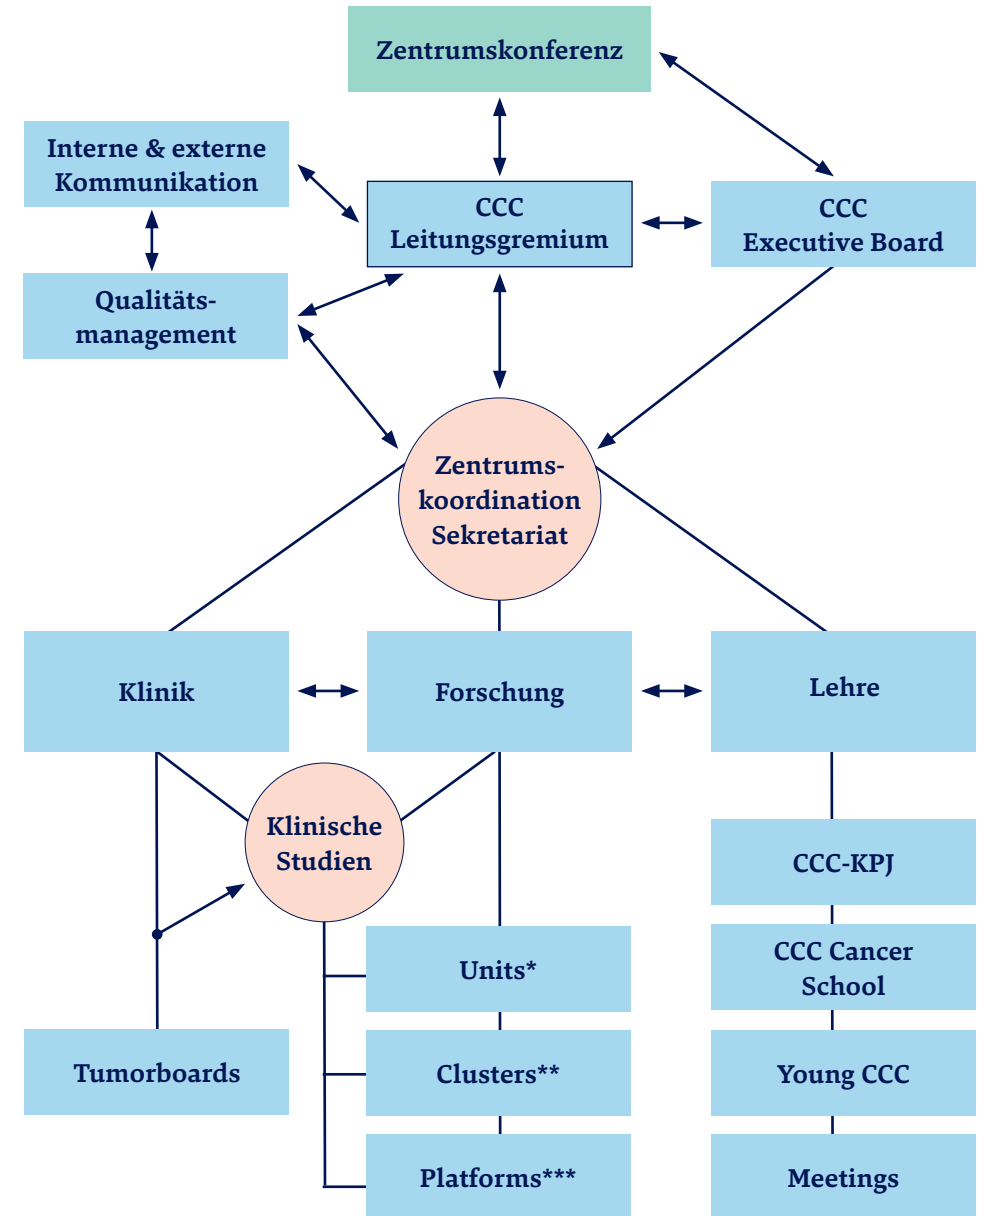 Zentrumskonferenz
Interne & externe
Kommunikation
CCC
Leitungsgremium
CCC
Executive Board
Qualitäts-
management
Zentrums-
koordination
Sekretariat
Klinik
Forschung
Lehre
Klinische
Studien
CCC-KPJ
Units*
CCC Cancer
School
Tumorboards
Clusters**
Young CCC
Platforms***
Meetings